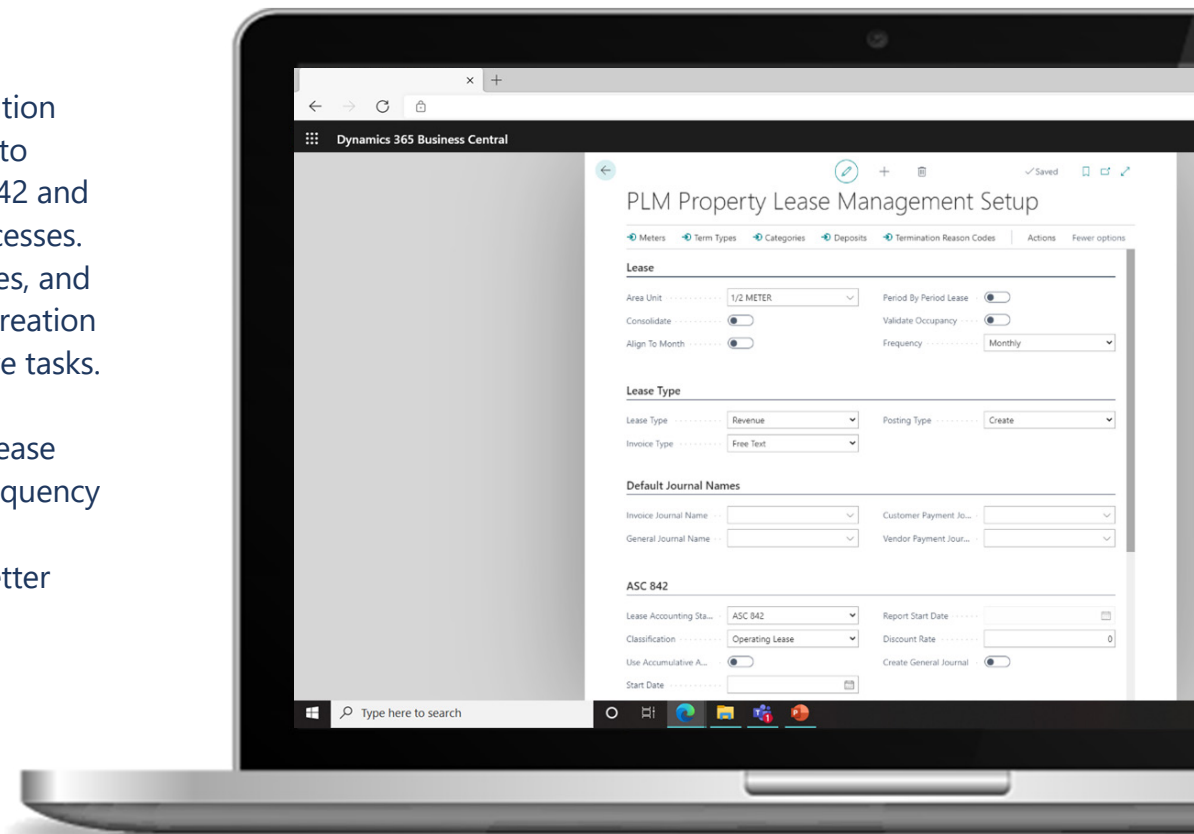 tion
to
42 and
cesses.
es, and
reation
e tasks.
ease
quency
tter
Dynamics 365 Business Central
Saved
PLM Property Lease Management Setup
Meters Term Types Categories Deposits Termination Reason Codes Actions Fewer options
Lease
Area Unit 1/2 METER Period By Period Lease
Consolidate Validate Occupancy
Align To Month Frequency Monthly
Lease Type
Lease Type Revenue Posting Type Create
Invoice Type Free Text
Default Journal Names
Invoice Journal Name Customer Payment Jo...
General Journal Name Vendor Payment Jour...
ASC 842
Lease Accounting Sta... ASC 842 Report Start Date
Classification Operating Lease Discount Rate 0
Use Accumulative A... Create General Journal
Start Date
Type here to search